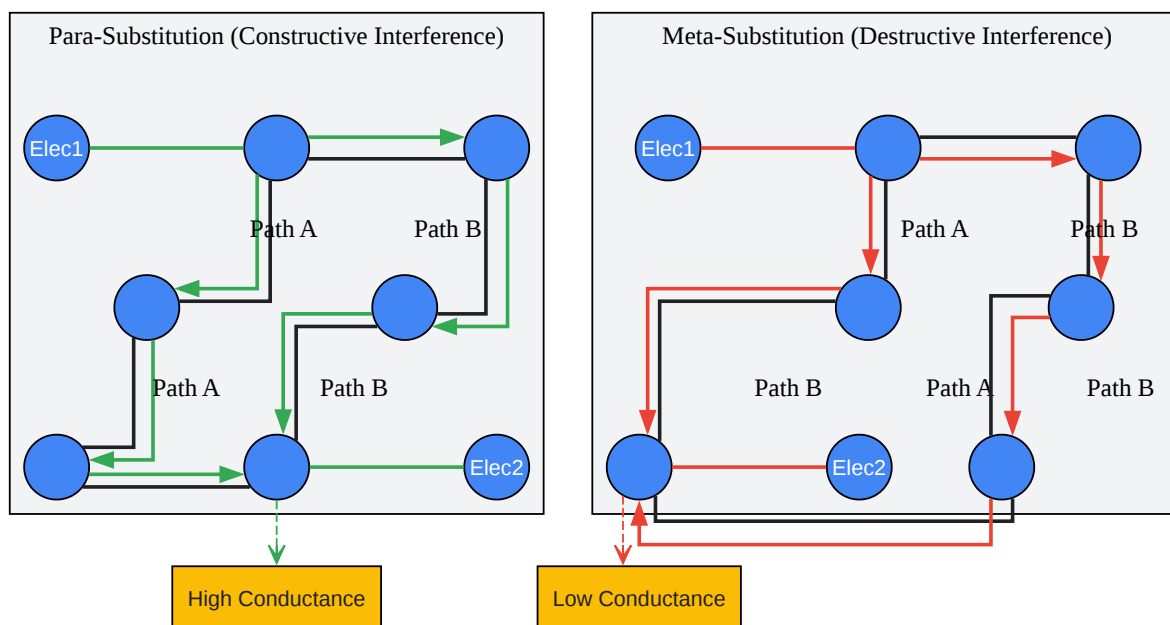 Para-Substitution (Constructive Interference)
Elec1
Path A
Path B
Path A
Path B
Elec2
High Conductance
Meta-Substitution (Destructive Interference)
Elec1
Path A
Path B
Path B
Path A
Path B
Elec2
Low Conductance